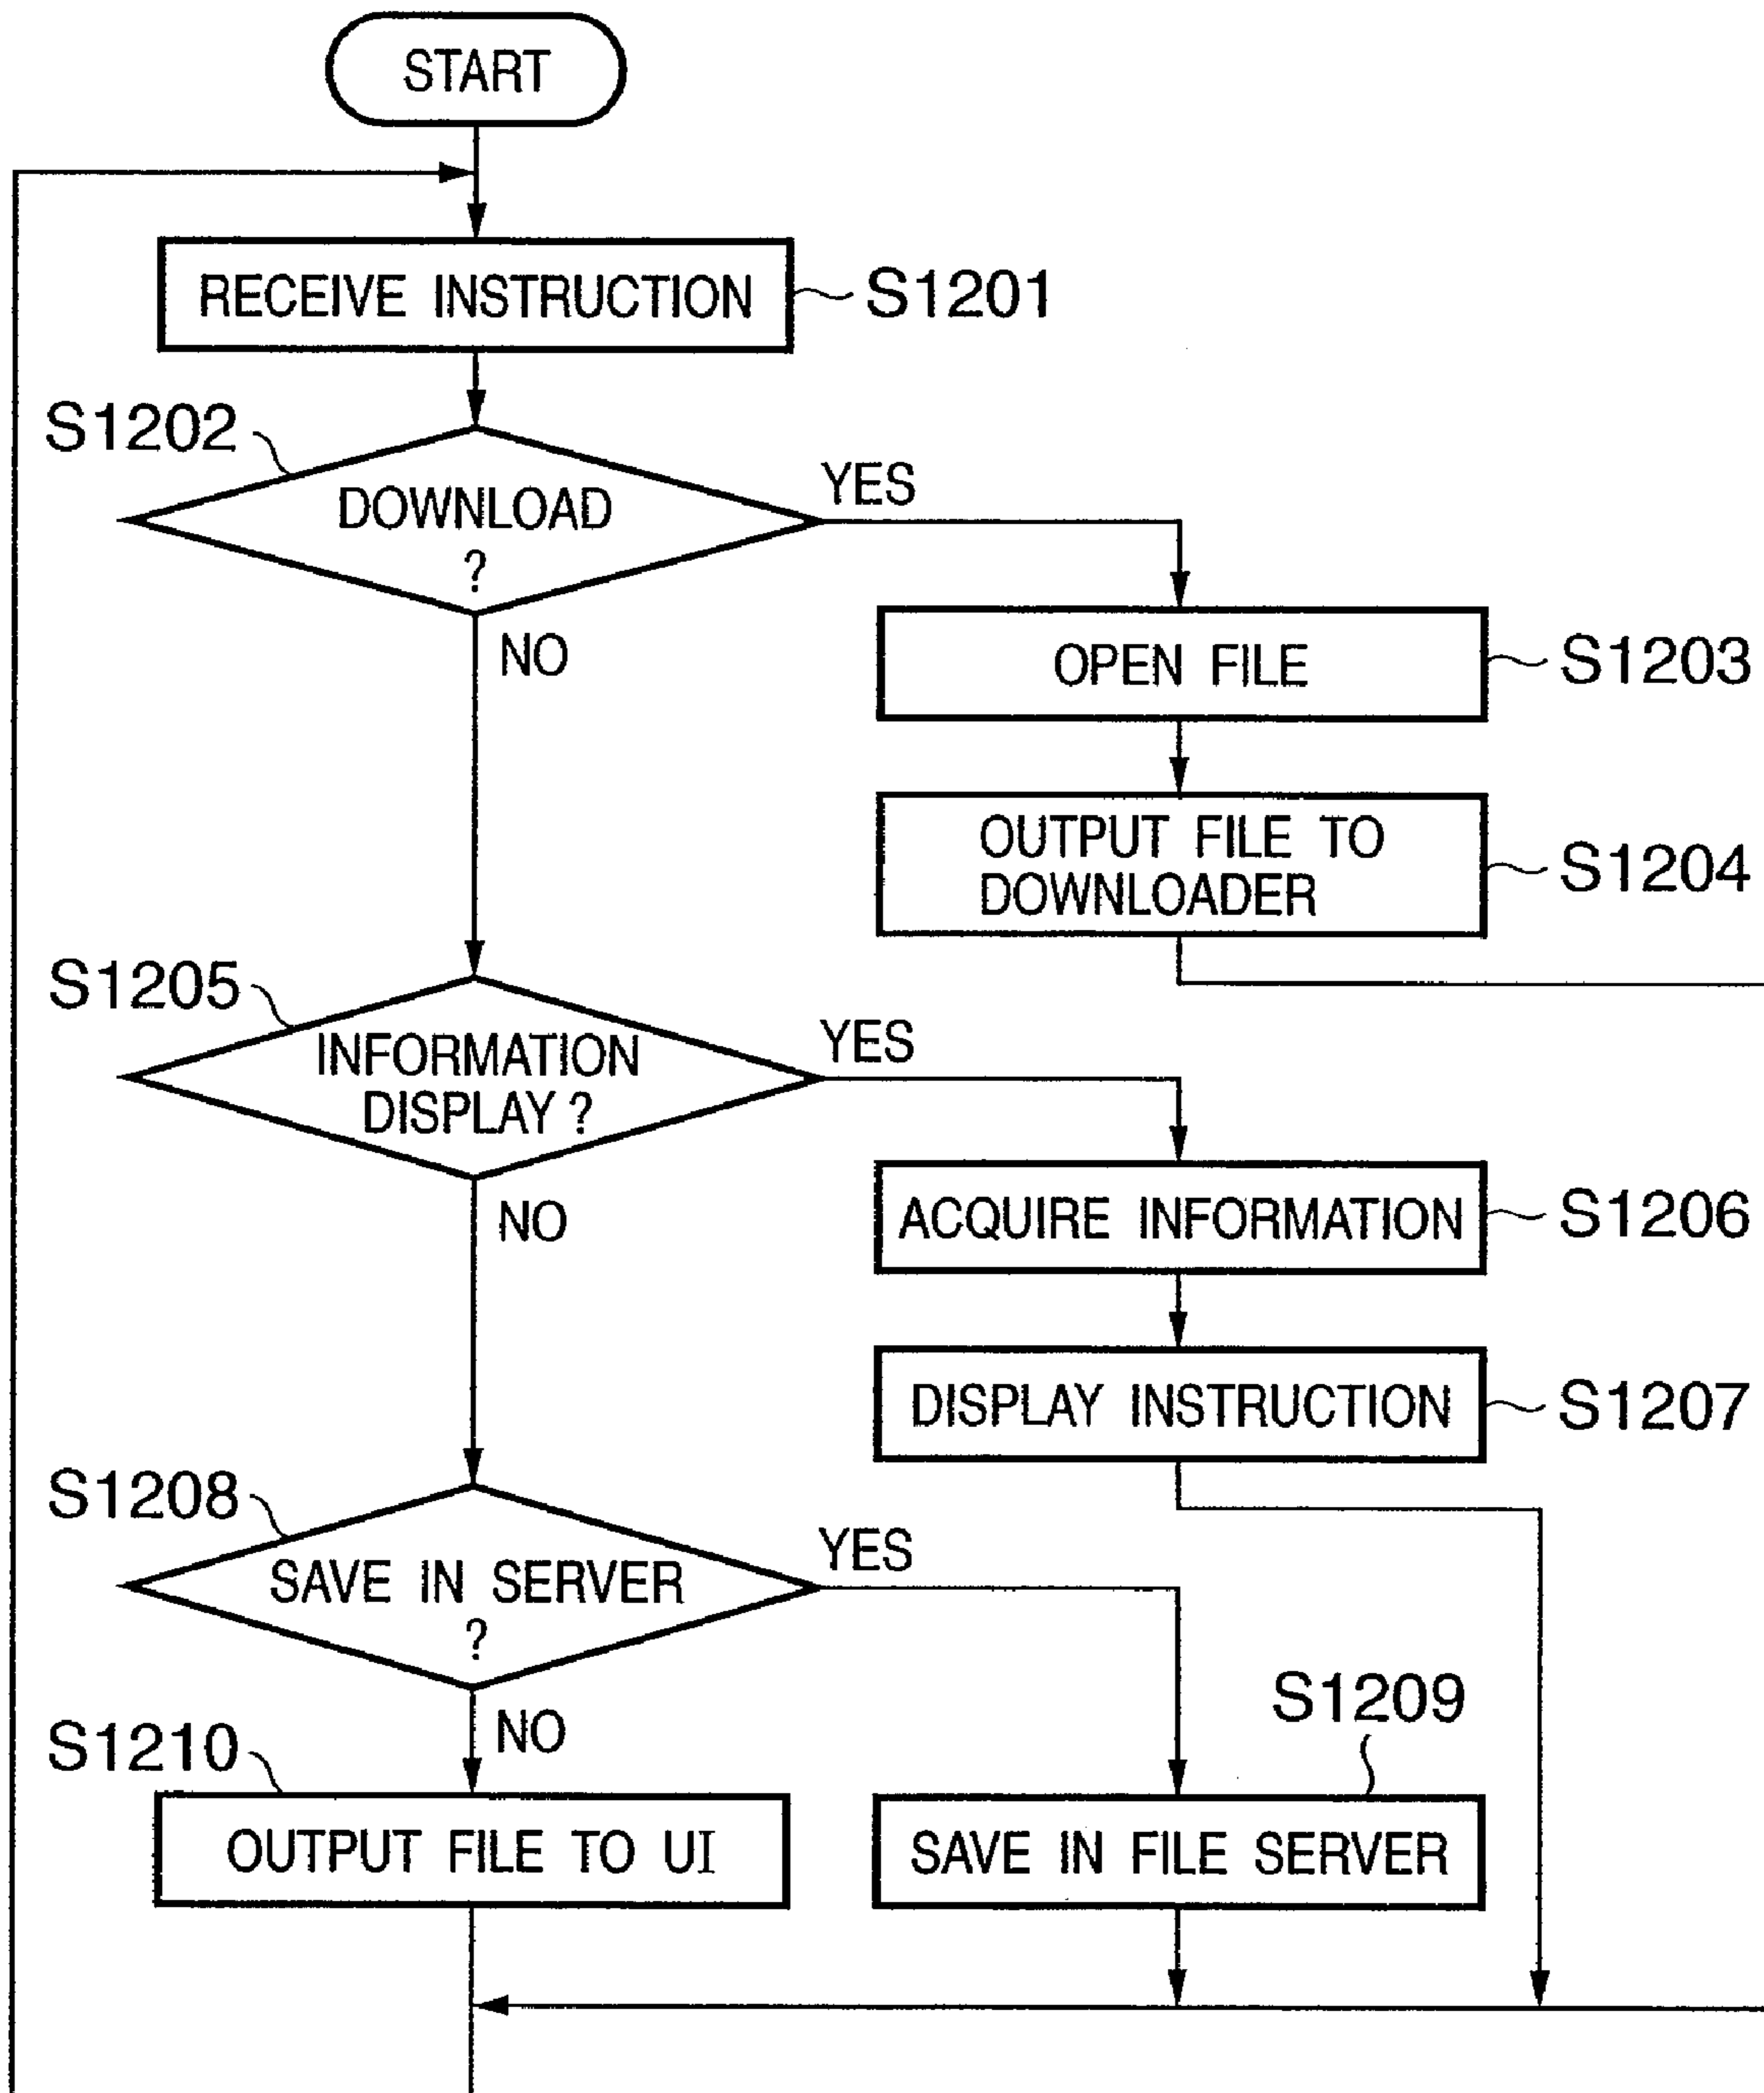 START
RECEIVE INSTRUCTION
S1201
S1202
DOWNLOAD
?
YES
NO
OPEN FILE
S1203
OUTPUT FILE TO
DOWNLOADER
S1204
S1205
INFORMATION
DISPLAY ?
YES
NO
ACQUIRE INFORMATION
S1206
DISPLAY INSTRUCTION
S1207
S1208
SAVE IN SERVER
?
YES
NO
S1209
SAVE IN FILE SERVER
S1210
OUTPUT FILE TO UI